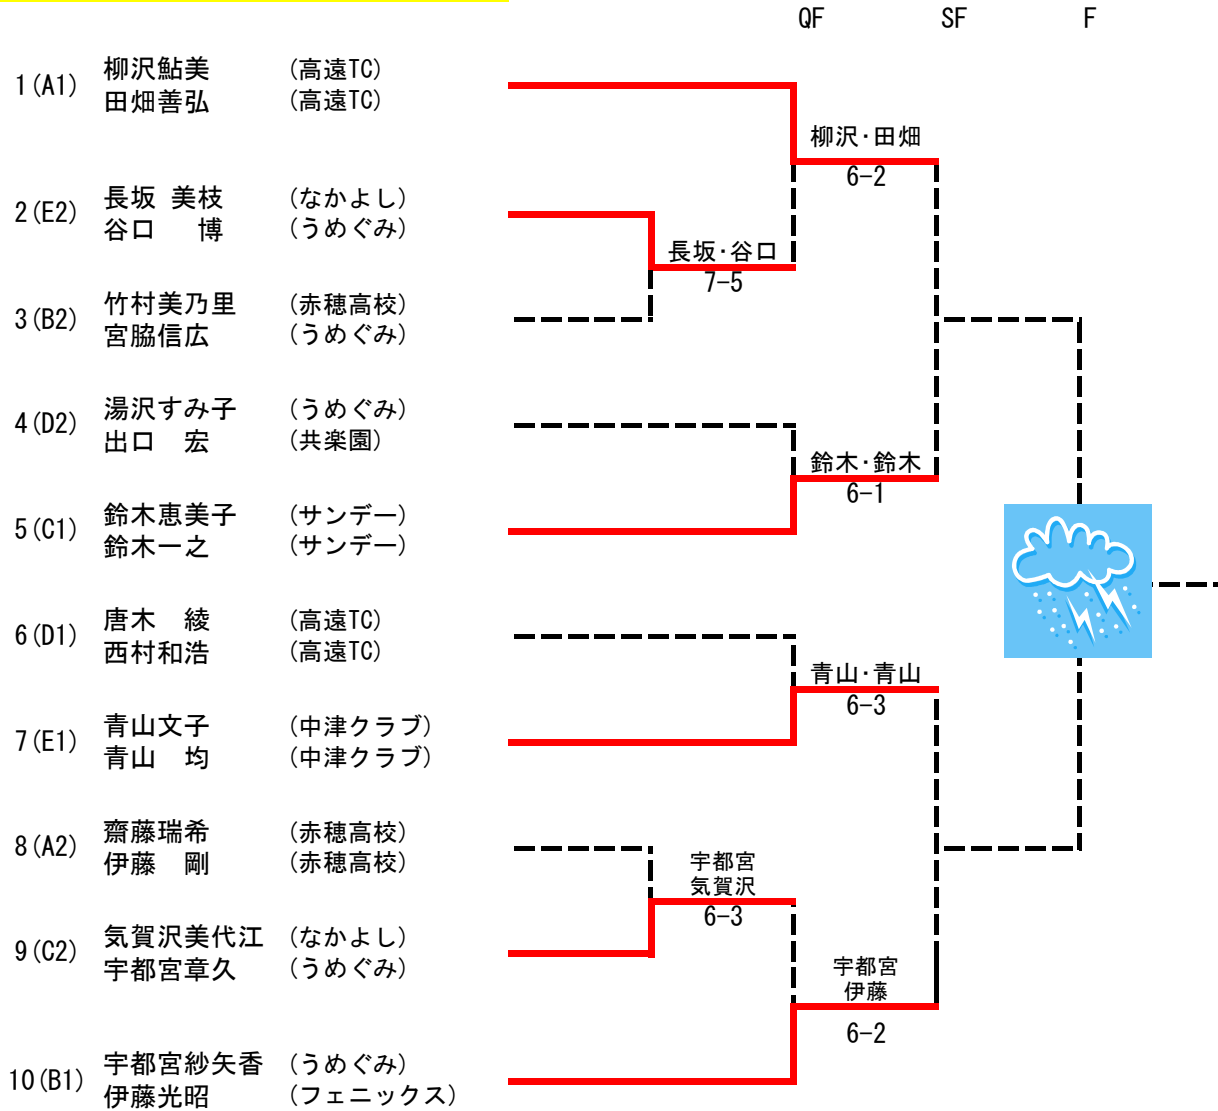 QF SF F
1(A1) 柳沢鮎美 (高遠TC)
田畑善弘 (高遠TC)
柳沢・田畑
6-2
2(E2) 長坂 美枝 (なかよし)
谷口 博 (うめぐみ)
長坂・谷口
7-5
3(B2) 竹村美乃里 (赤穂高校)
宮脇信広 (うめぐみ)
4(D2) 湯沢すみ子 (うめぐみ)
出口 宏 (共楽園)
鈴木・鈴木
6-1
5(C1) 鈴木恵美子 (サンデー)
鈴木一之 (サンデー)
6(D1) 唐木 綾 (高遠TC)
西村和浩 (高遠TC)
青山・青山
6-3
7(E1) 青山文子 (中津クラブ)
青山 均 (中津クラブ)
8(A2) 齋藤瑞希 (赤穂高校)
伊藤 剛 (赤穂高校)
宇都宮
気賀沢
6-3
9(C2) 気賀沢美代江 (なかよし)
宇都宮章久 (うめぐみ)
宇都宮
伊藤
6-2
10(B1) 宇都宮紗矢香 (うめぐみ)
伊藤光昭 (フェニックス)